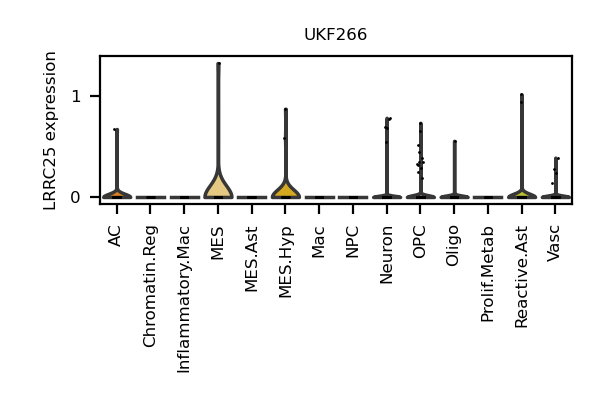 UKF266
LRRC25 expression
1
0
AC
Chromatin.Reg
Inflammatory.Mac
MES
MES.Ast
MES.Hyp
Mac
NPC
Neuron
OPC
Oligo
Prolif.Metab
Reactive.Ast
Vasc